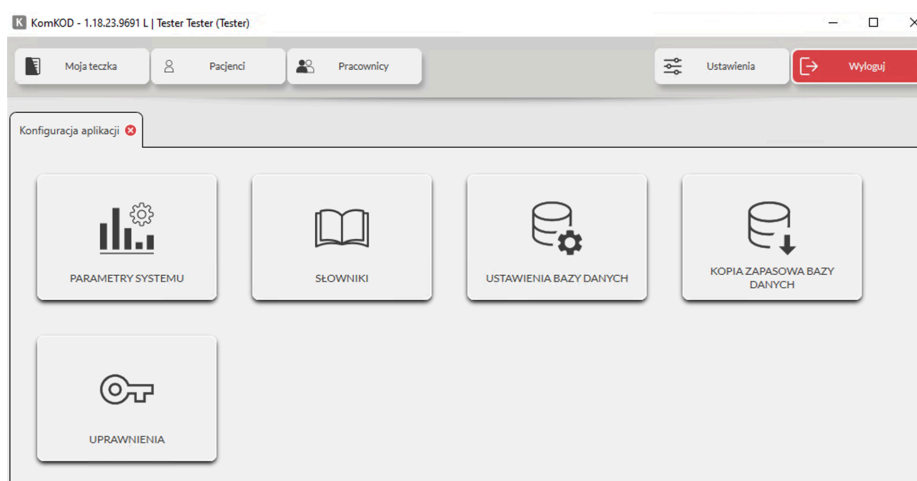 K KomKOD - 1.18.23.9691 L | Tester Tester (Tester)
Moja teczka
Pacjenci
Pracownicy
Ustawienia
Wyloguj
Konfiguracja aplikacji
PARAMETRY SYSTEMU
SŁOWNIKI
USTAWIENIA BAZY DANYCH
KOPIA ZAPASOWA BAZY
DANYCH
UPRAWNIENIA